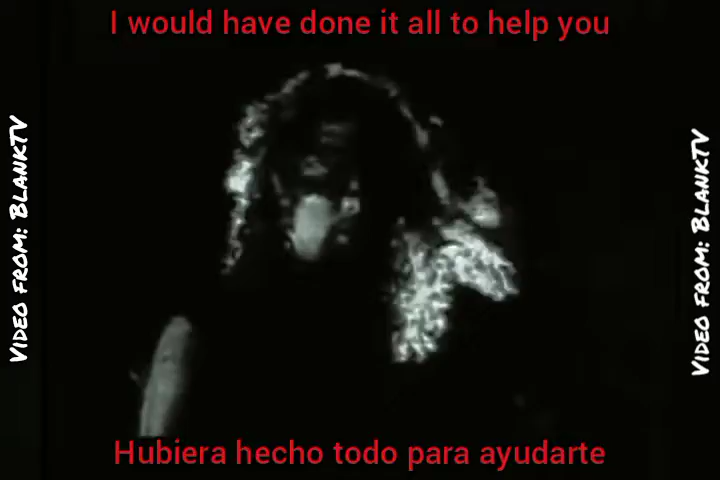 I would have done it all to help you
Video from: BlankTV
Video from: BlankTV
Hubiera hecho todo para ayudarte